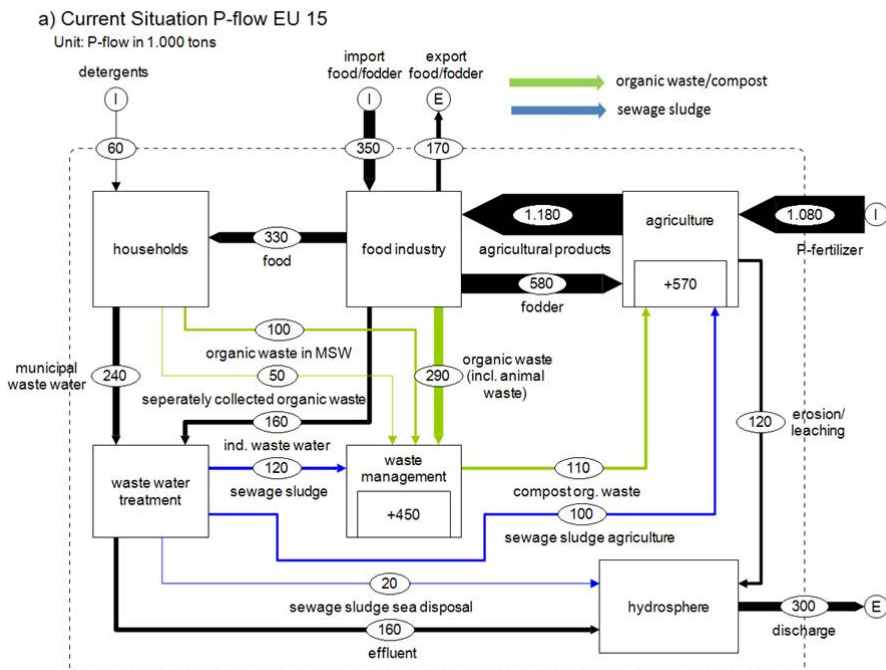 a) Current Situation P-flow EU 15
Unit: P-flow in 1.000 tons
import
food/fodder
export
food/fodder
detergents
organic waste/compost
sewage sludge
I
I
E
60
350
170
households
food industry
agriculture
330
food
1.180
agricultural products
1.080
I
P-fertilizer
580
fodder
+570
100
organic waste in MSW
municipal
waste water
240
50
seperately collected organic waste
290
organic waste
(incl. animal
waste)
160
ind. waste water
120
erosion/
leaching
waste water
treatment
120
sewage sludge
waste
management
+450
110
compost org. waste
100
sewage sludge agriculture
20
sewage sludge sea disposal
hydrosphere
300
E
discharge
160
effluent